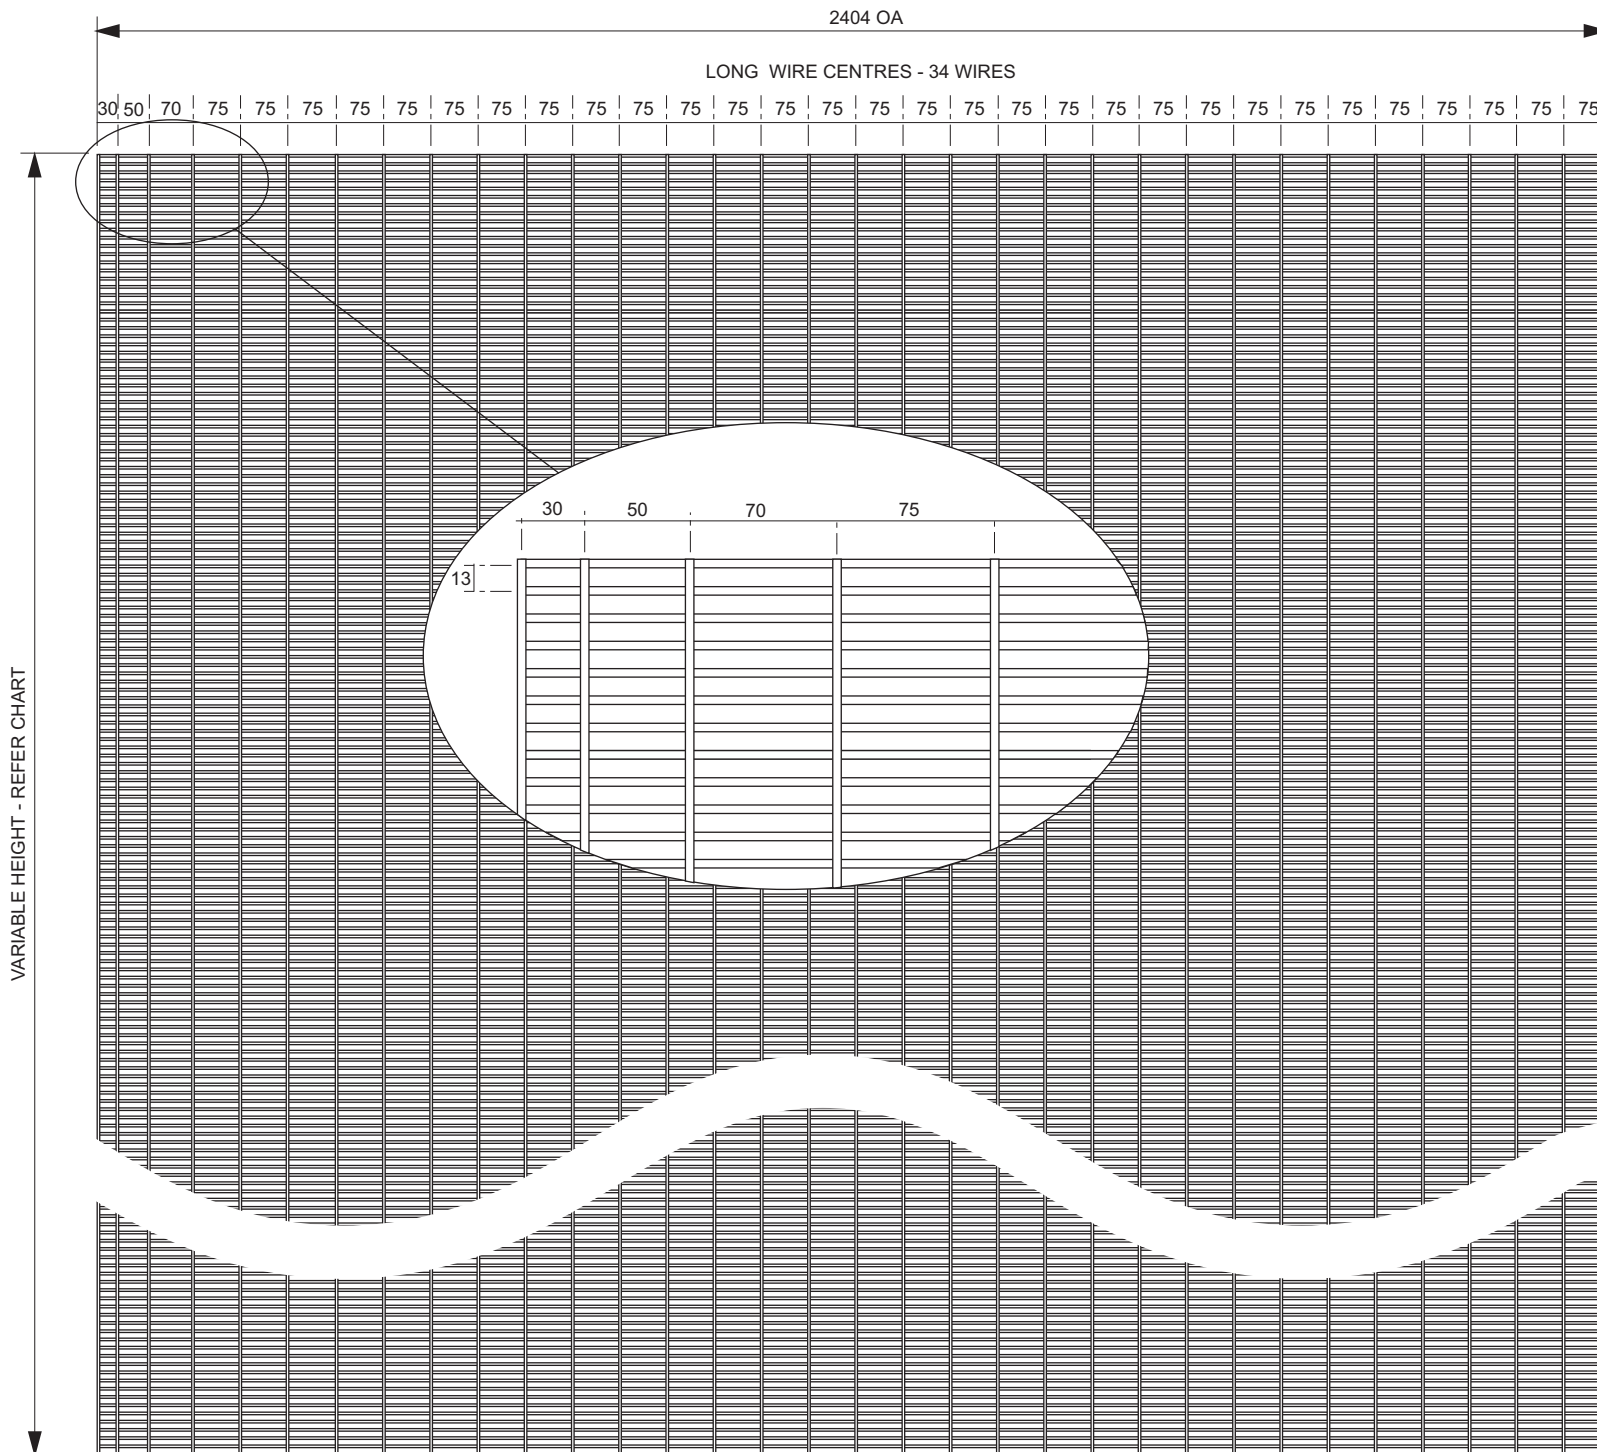 2404 OA
LONG WIRE CENTRES - 34 WIRES
30 50 70 75 75 75 75 75 75 75 75 75 75 75 75 75 75 75 75 75 75 75 75 75 75 75 75 75 75 75 75 75 75
30 50 70 75
13
VARIABLE HEIGHT - REFER CHART